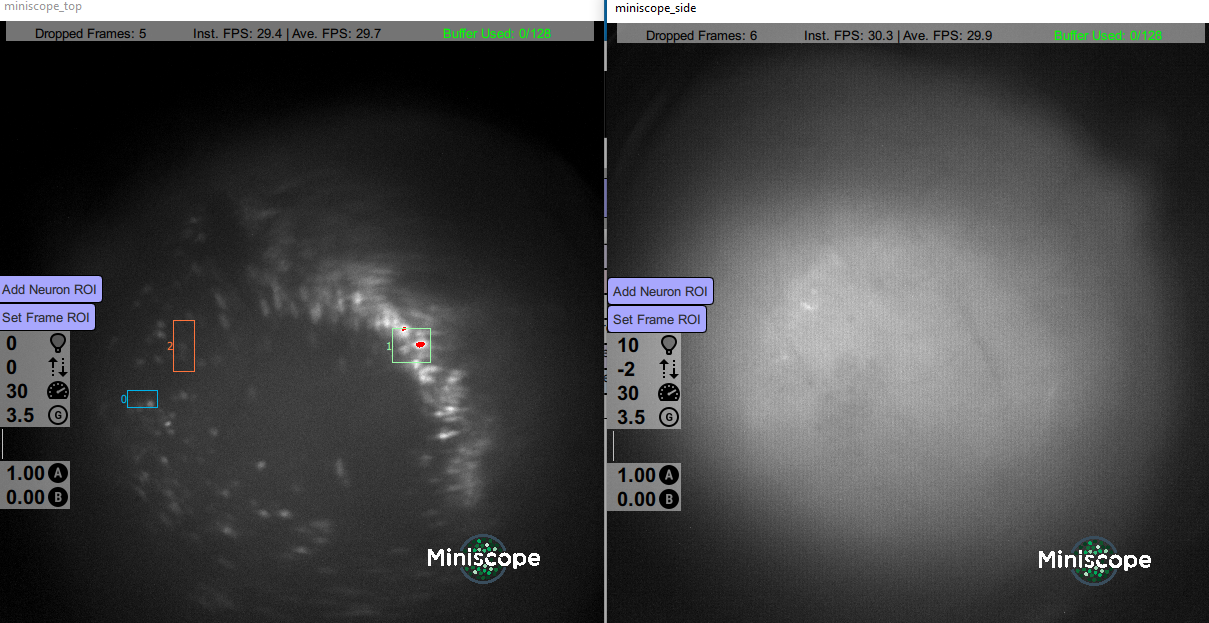 miniscope_top
Dropped Frames: 5 Inst. FPS: 29.4 | Ave. FPS: 29.7 Buffer Used: 0/128
Add Neuron ROI
Set Frame ROI
0
0
30
3.5 G
1.00 A
0.00 B
2
1
0
Miniscope
miniscope_side
Dropped Frames: 6 Inst. FPS: 30.3 | Ave. FPS: 29.9 Buffer Used: 0/128
Add Neuron ROI
Set Frame ROI
10
-2
30
3.5 G
1.00 A
0.00 B
Miniscope